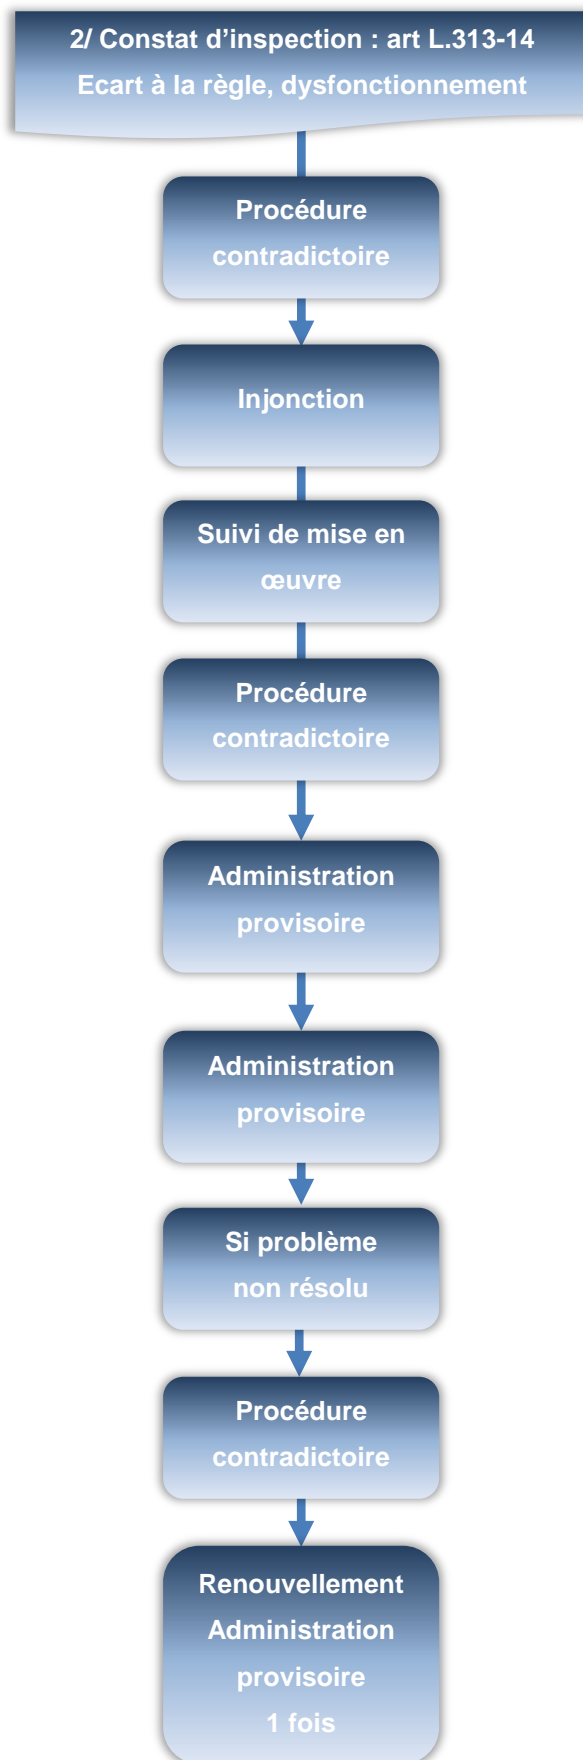 2/ Constat d’inspection : art L.313-14
Ecart à la règle, dysfonctionnement
Procédure
contradictoire
Injonction
Suivi de mise en
œuvre
Procédure
contradictoire
Administration
provisoire
Administration
provisoire
Si problème
non résolu
Procédure
contradictoire
Renouvellement
Administration
provisoire
1 fois